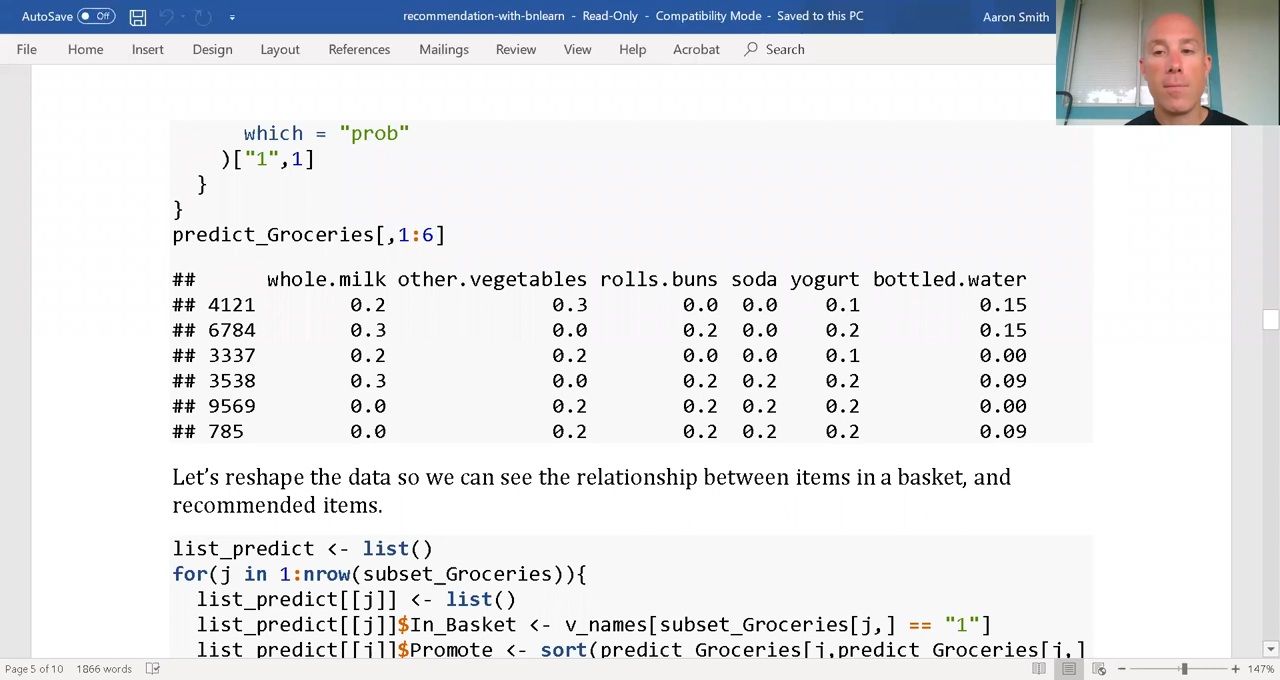 AutoSave Off recommendation-with-bnlearn - Read-Only - Compatibility Mode - Saved to this PC Aaron Smith
File Home Insert Design Layout References Mailings Review View Help Acrobat Search
which = "prob"
)["1",1]
}
}
predict_Groceries[,1:6]
## whole.milk other.vegetables rolls.buns soda yogurt bottled.water
## 4121 0.2 0.3 0.0 0.0 0.1 0.15
## 6784 0.3 0.0 0.2 0.0 0.2 0.15
## 3337 0.2 0.2 0.0 0.0 0.1 0.00
## 3538 0.3 0.0 0.2 0.2 0.2 0.09
## 9569 0.0 0.2 0.2 0.2 0.2 0.00
## 785 0.0 0.2 0.2 0.2 0.2 0.09
Let's reshape the data so we can see the relationship between items in a basket, and
recommended items.
list_predict <- list()
for(j in 1:nrow(subset_Groceries)){
list_predict[[j]] <- list()
list_predict[[j]]$In_Basket <- v_names[subset_Groceries[j,] == "1"]
list_predict[[j]]$Promote <- sort(predict_Groceries[j,predict_Groceries[j,]
Page 5 of 10 1866 words 147%